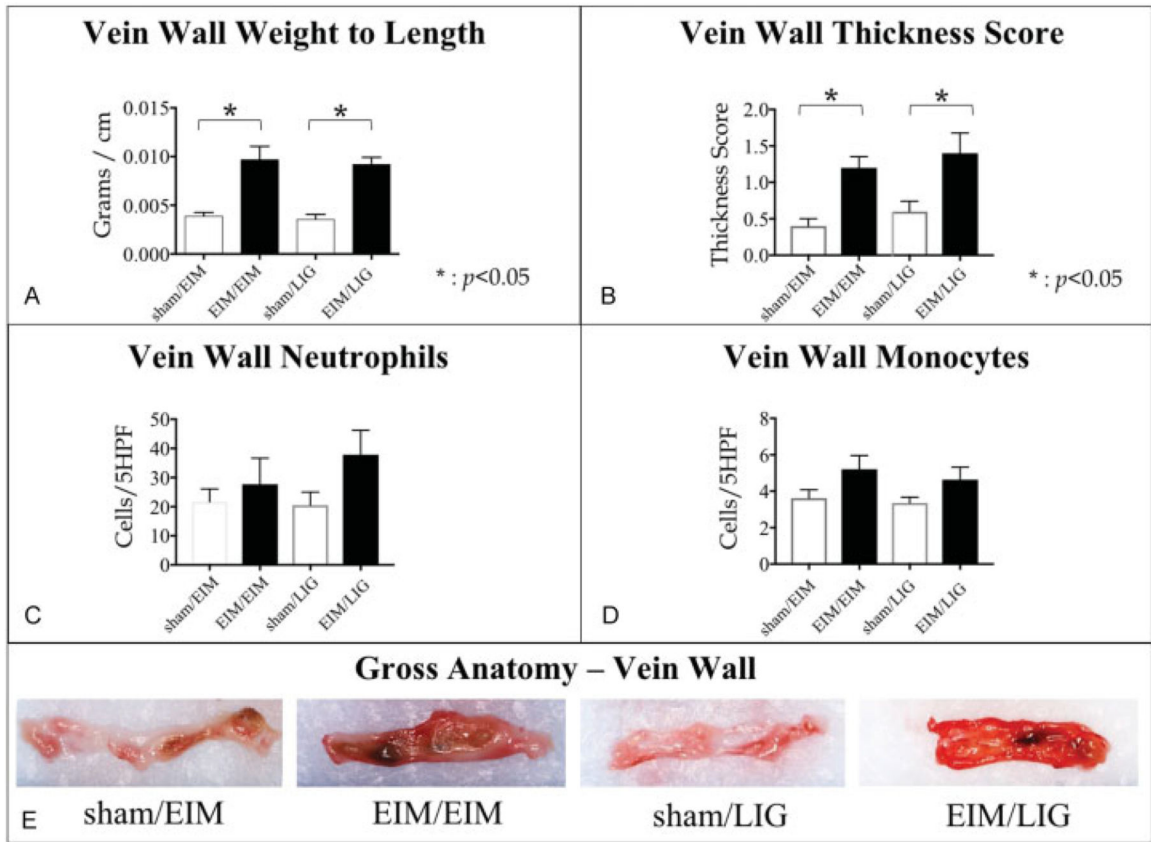 Vein Wall Weight to Length
Grams / cm
0.015
0.010
0.005
0.000
*
*
sham/EIM
EIM/EIM
sham/LIG
EIM/LIG
* : p<0.05
A
Vein Wall Thickness Score
Thickness Score
2.0
1.5
1.0
0.5
0.0
*
*
sham/EIM
EIM/EIM
sham/LIG
EIM/LIG
* : p<0.05
B
Vein Wall Neutrophils
Cells/5HPF
50
40
30
20
10
0
sham/EIM
EIM/EIM
sham/LIG
EIM/LIG
C
Vein Wall Monocytes
Cells/5HPF
8
6
4
2
0
sham/EIM
EIM/EIM
sham/LIG
EIM/LIG
D
Gross Anatomy – Vein Wall
sham/EIM
EIM/EIM
sham/LIG
EIM/LIG
E